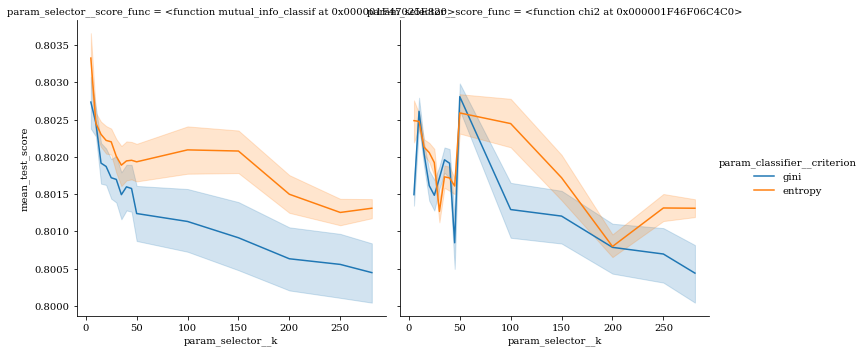 param_selector__score_func = <function mutual_info_classif at
param_selector__score_func = <function chi2 at 0x000001F46F06C4C0>
mean_test_score
0.8035
0.8030
0.8025
0.8020
0.8015
0.8010
0.8005
0.8000
0 50 100 150 200 250
0 50 100 150 200 250
param_selector__k
param_selector__k
param_classifier__criterion
gini
entropy